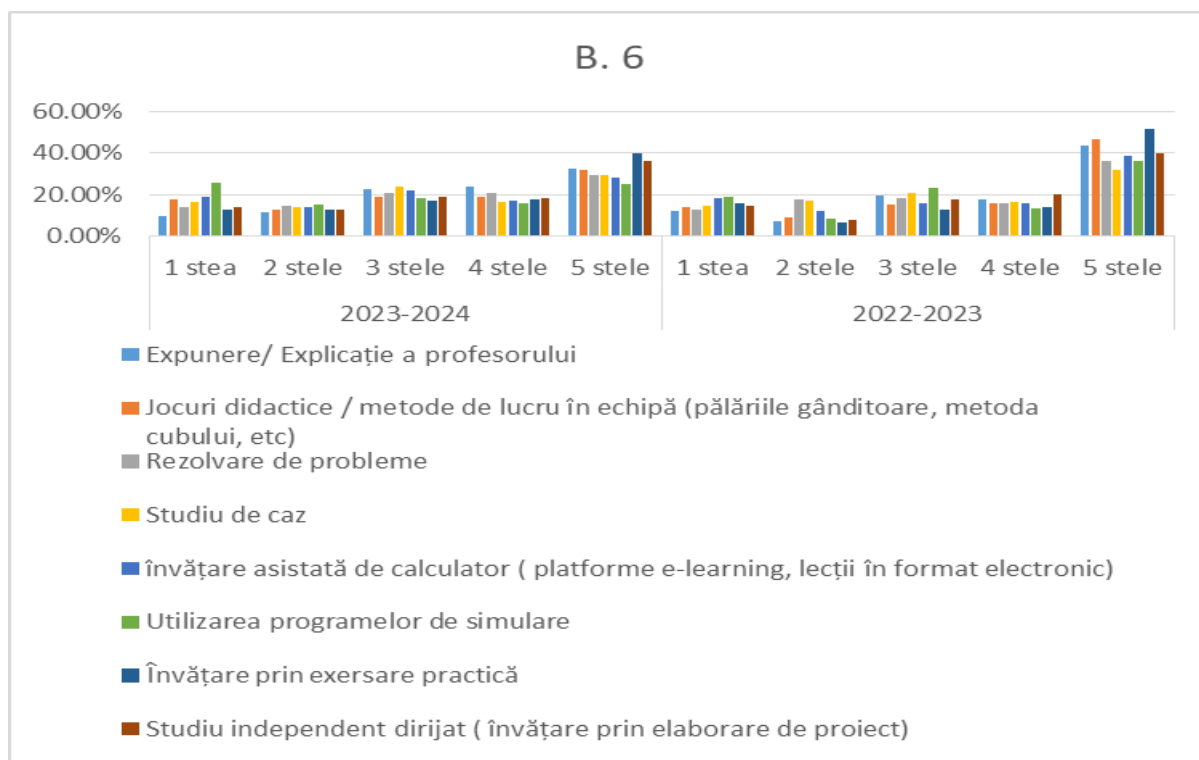 B. 6
60.00%
40.00%
20.00%
0.00%
1 stea 2 stele 3 stele 4 stele 5 stele 1 stea 2 stele 3 stele 4 stele 5 stele
2023-2024 2022-2023
Expunere/ Explicație a profesorului
Jocuri didactice / metode de lucru în echipă (pălăriile gânditoare, metoda
cubului, etc)
Rezolvare de probleme
Studiu de caz
învățare asistată de calculator ( platforme e-learning, lecții în format electronic)
Utilizarea programelor de simulare
Învățare prin exersare practică
Studiu independent dirijat ( învățare prin elaborare de proiect)